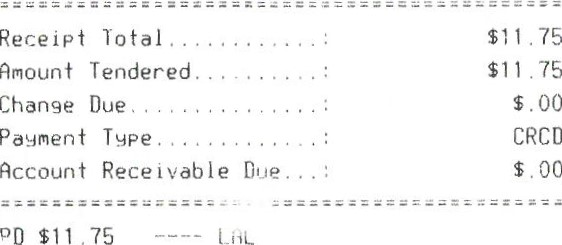 Receipt Total.............: $11.75
Amount Tendered...........: $11.75
Change Due................: $.00
Payment Type..............: CRCD
Account Receivable Due...: $.00
PD $11.75 ---- LAL